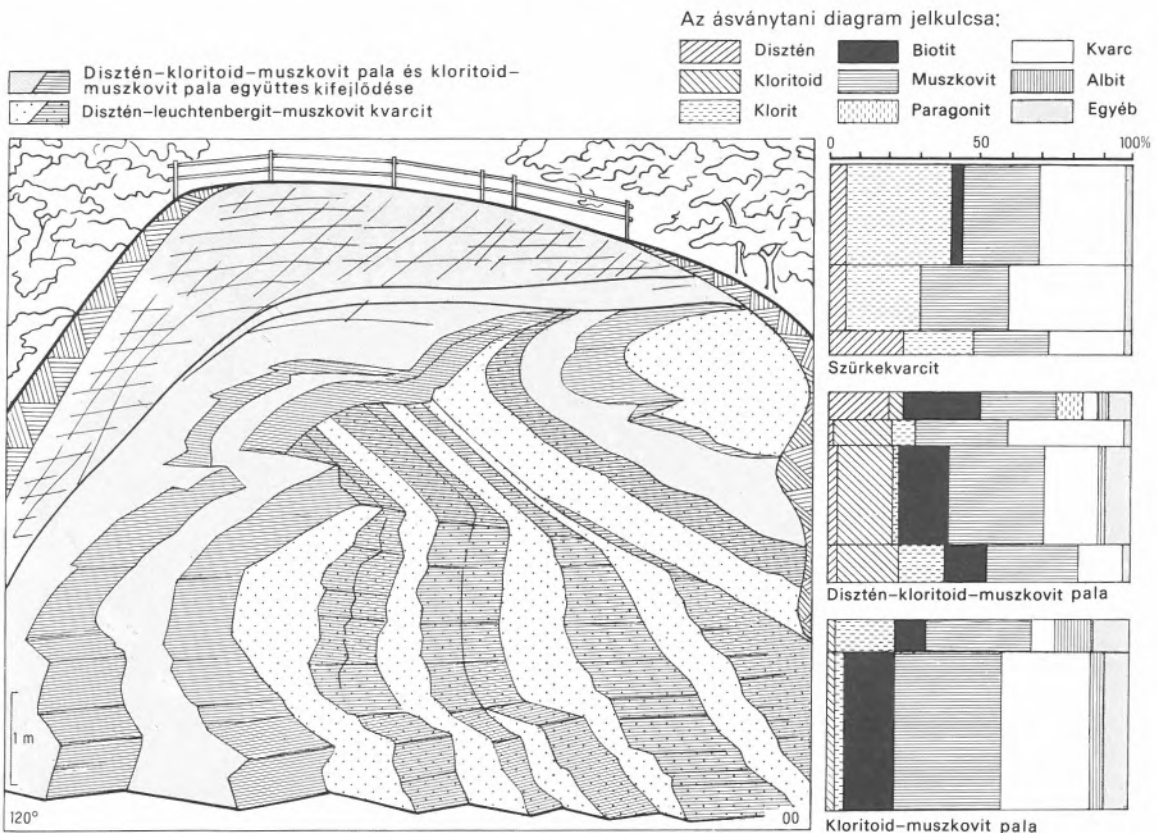 Az ásványtani diagram jelkulcsa:
Disztén–kloritoid–muszkovit pala és kloritoid–
muszkovit pala együttes kifejlődése
Disztén–leuchtenbergit–muszkovit kvarcit
Disztén
Biotit
Kvarc
Kloritoid
Muszkovit
Albit
Klorit
Paragonit
Egyéb
0 50 100%
Szürkekvarcit
Disztén–kloritoid–muszkovit pala
Kloritoid–muszkovit pala
1 m
120°
00